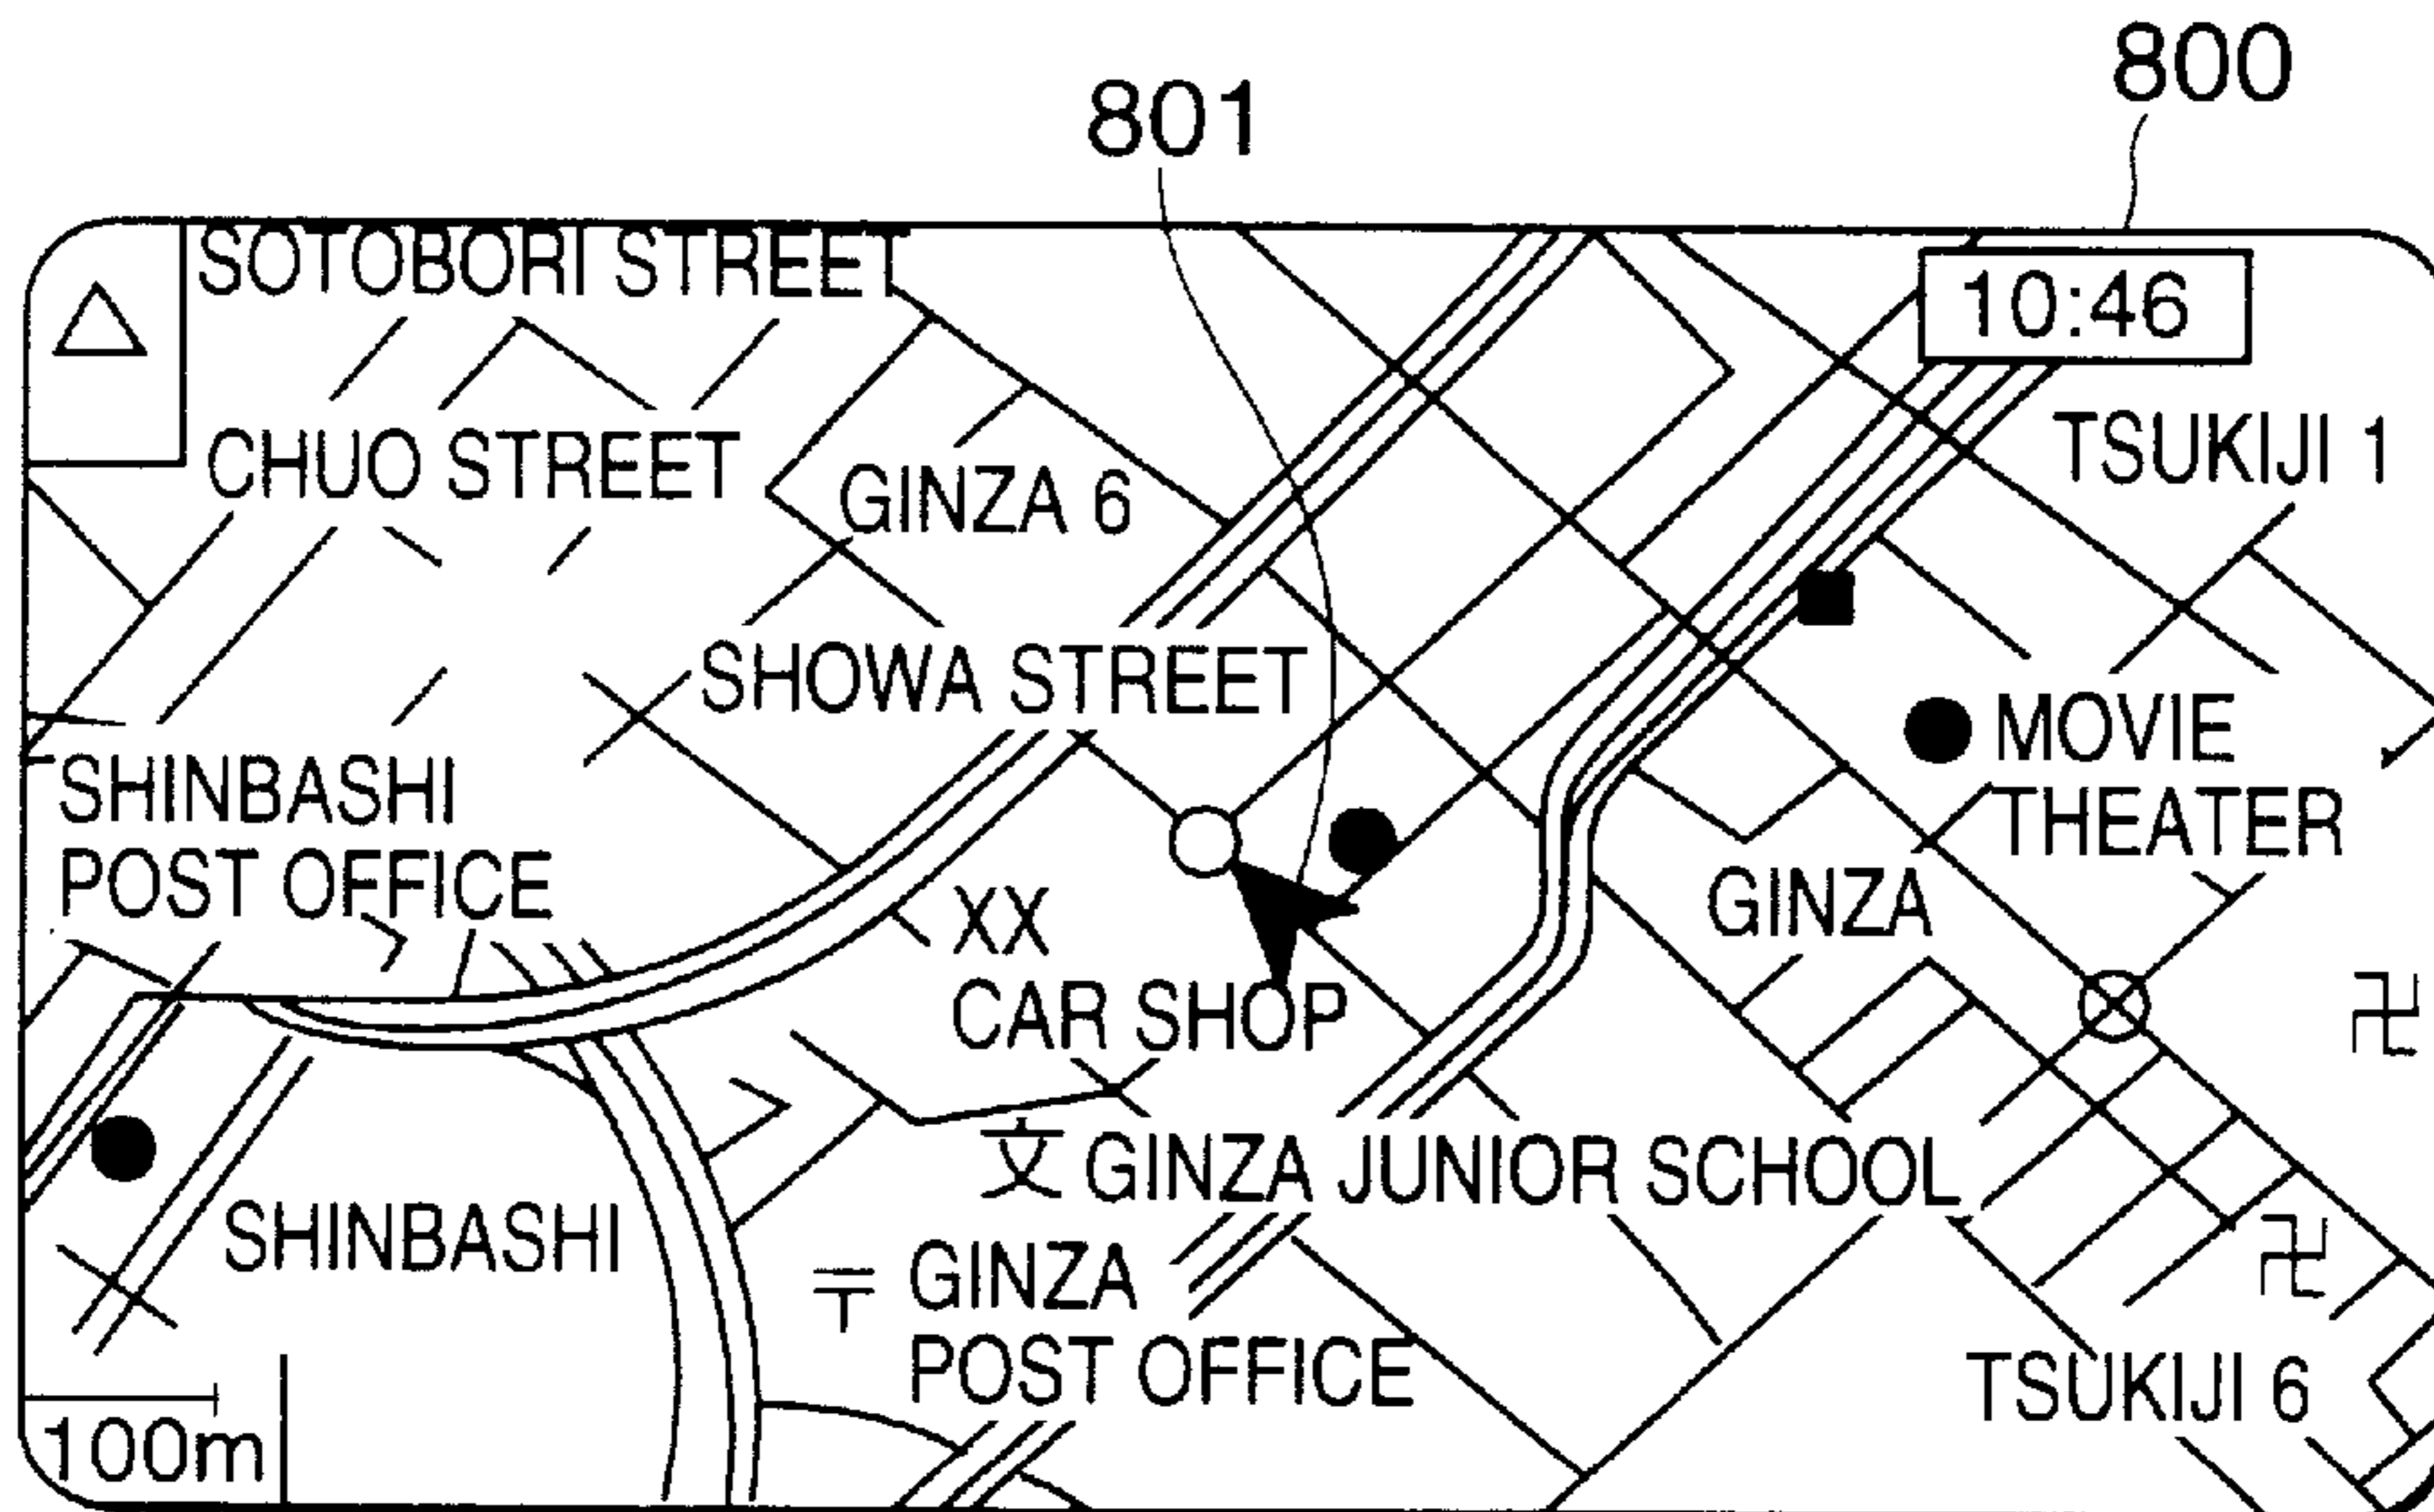 800
801
SOTOBORI STREET
10:46
CHUO STREET
TSUKIJI 1
GINZA 6
SHOWA STREET
MOVIE
THEATER
SHINBASHI
POST OFFICE
GINZA
XX
CAR SHOP
卍
文 GINZA JUNIOR SCHOOL
SHINBASHI
卍
〒 GINZA
POST OFFICE
TSUKIJI 6
100m